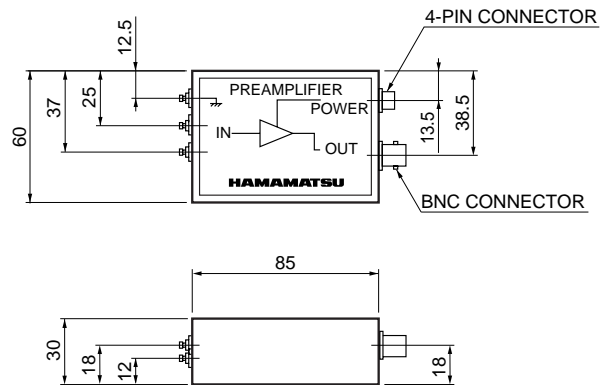 4-PIN CONNECTOR
12.5
PREAMPLIFIER
POWER
IN
OUT
HAMAMATSU
60
37
25
13.5
38.5
BNC CONNECTOR
85
30
18
12
18